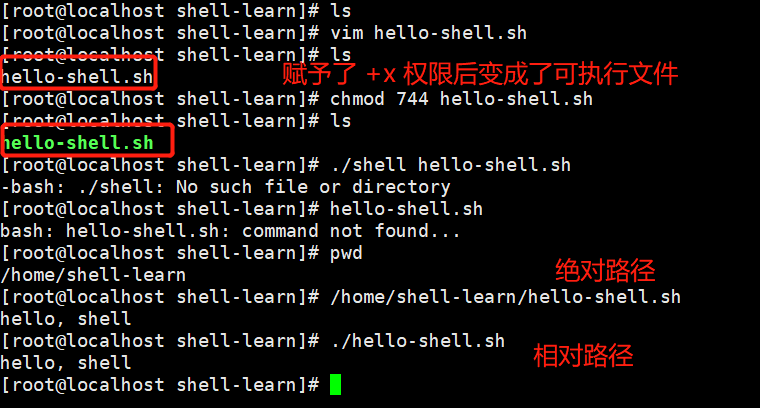 [root@localhost shell-learn]# ls
[root@localhost shell-learn]# vim hello-shell.sh
[root@localhost shell-learn]# ls
hello-shell.sh 赋予了 +x 权限后变成了可执行文件
[root@localhost shell-learn]# chmod 744 hello-shell.sh
[root@localhost shell-learn]# ls
hello-shell.sh
[root@localhost shell-learn]# ./shell hello-shell.sh
-bash: ./shell: No such file or directory
[root@localhost shell-learn]# hello-shell.sh
bash: hello-shell.sh: command not found...
[root@localhost shell-learn]# pwd
/home/shell-learn 绝对路径
[root@localhost shell-learn]# /home/shell-learn/hello-shell.sh
hello, shell
[root@localhost shell-learn]# ./hello-shell.sh
hello, shell 相对路径
[root@localhost shell-learn]#